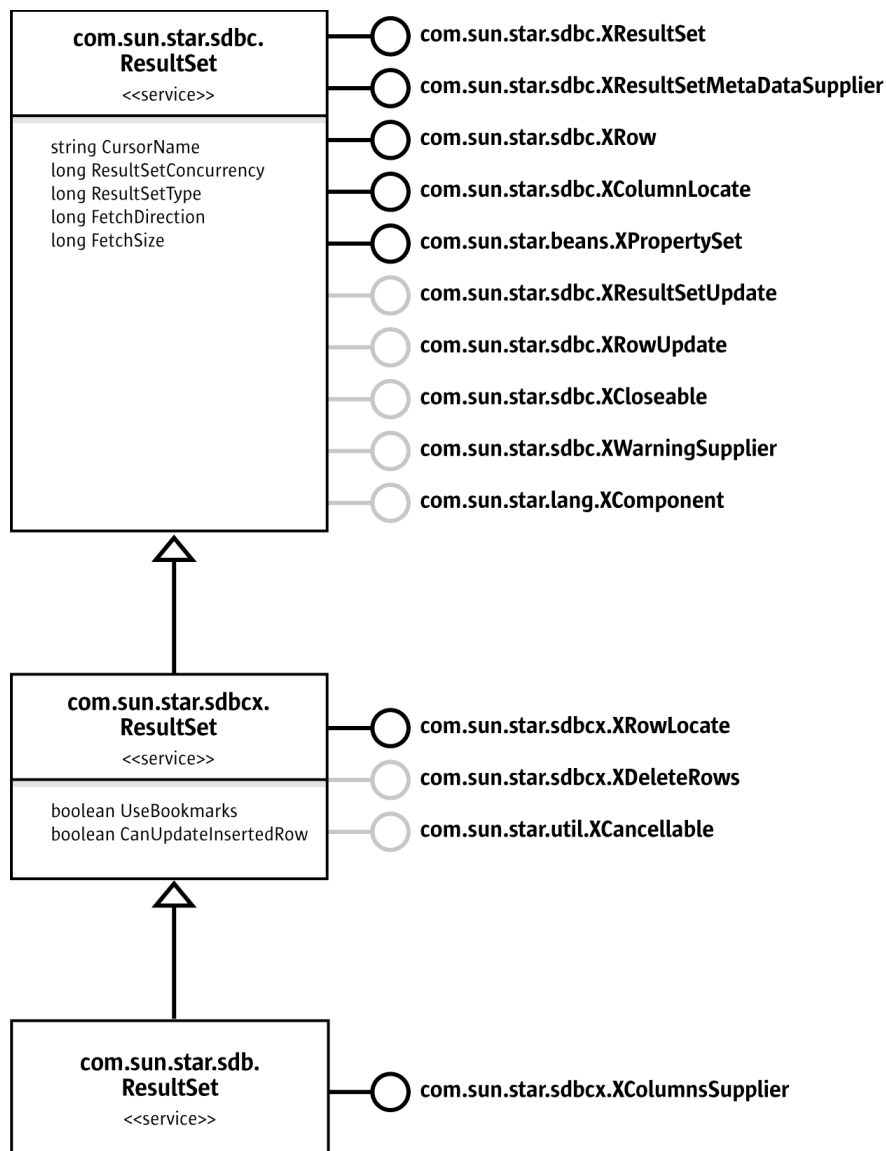 com.sun.star.sdbc.
ResultSet
<<service>>
string CursorName
long ResultSetConcurrency
long ResultSetType
long FetchDirection
long FetchSize
com.sun.star.sdbc.XResultSet
com.sun.star.sdbc.XResultSetMetaDataSupplier
com.sun.star.sdbc.XRow
com.sun.star.sdbc.XColumnLocate
com.sun.star.beans.XPropertySet
com.sun.star.sdbc.XResultSetUpdate
com.sun.star.sdbc.XRowUpdate
com.sun.star.sdbc.XCloseable
com.sun.star.sdbc.XWarningSupplier
com.sun.star.lang.XComponent
com.sun.star.sdbcx.
ResultSet
<<service>>
boolean UseBookmarks
boolean CanUpdateInsertedRow
com.sun.star.sdbcx.XRowLocate
com.sun.star.sdbcx.XDeleteRows
com.sun.star.util.XCancellable
com.sun.star.sdb.
ResultSet
<<service>>
com.sun.star.sdbcx.XColumnsSupplier